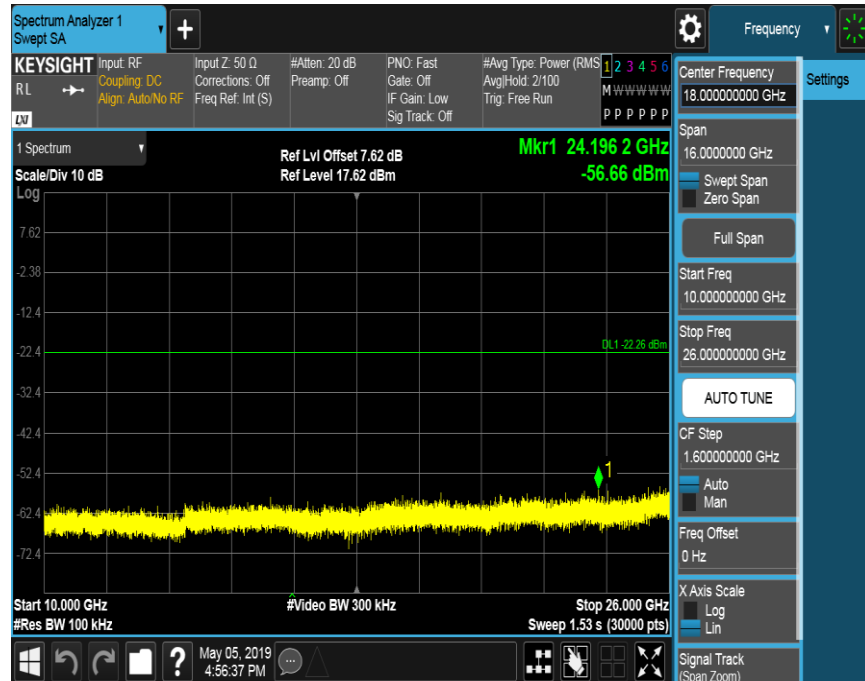 Spectrum Analyzer 1
Swept SA
+
Frequency
KEYSIGHT
RL
LXI
Input: RF
Coupling: DC
Align: Auto/No RF
Input Z: 50 Ω
Corrections: Off
Freq Ref: Int (S)
#Atten: 20 dB
Preamp: Off
PNO: Fast
Gate: Off
IF Gain: Low
Sig Track: Off
#Avg Type: Power (RMS
Avg|Hold: 2/100
Trig: Free Run
1 2 3 4 5 6
M W W W W W
P P P P P P
Center Frequency
18.000000000 GHz
Settings
Span
16.0000000 GHz
Swept Span
Zero Span
Full Span
Start Freq
10.000000000 GHz
Stop Freq
26.000000000 GHz
AUTO TUNE
CF Step
1.600000000 GHz
Auto
Man
Freq Offset
0 Hz
X Axis Scale
Log
Lin
Signal Track
(Span Zoom)
1 Spectrum
Scale/Div 10 dB
Log
Ref Lvl Offset 7.62 dB
Ref Level 17.62 dBm
Mkr1 24.196 2 GHz
-56.66 dBm
7.62
-2.38
-12.4
-22.4
DL1 -22.26 dBm
-32.4
-42.4
-52.4
1
-62.4
-72.4
Start 10.000 GHz
#Res BW 100 kHz
#Video BW 300 kHz
Stop 26.000 GHz
Sweep 1.53 s (30000 pts)
?
May 05, 2019
4:56:37 PM